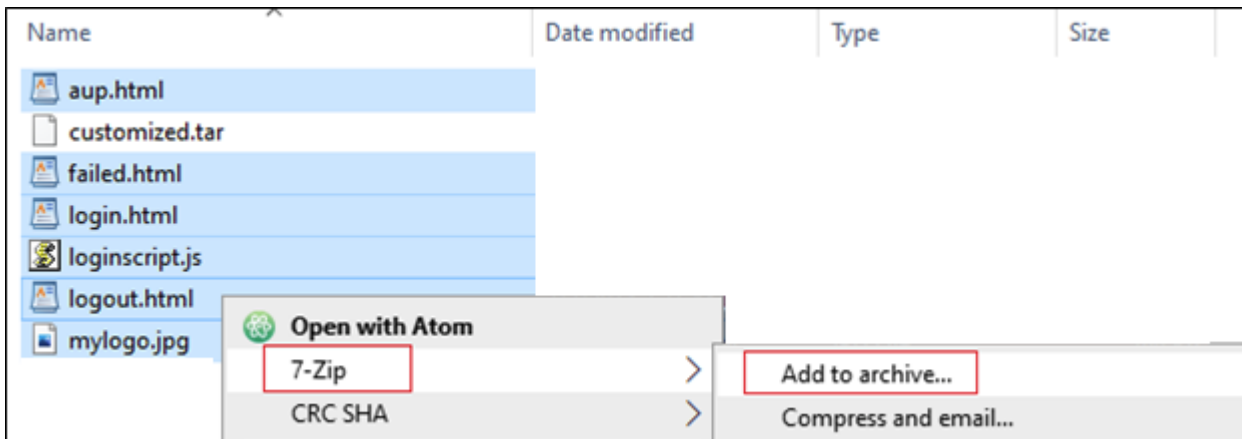 Name Date modified Type Size
aup.html
customized.tar
failed.html
login.html
loginscript.js
logout.html
Open with Atom
mylogo.jpg
7-Zip
Add to archive...
CRC SHA
Compress and email...